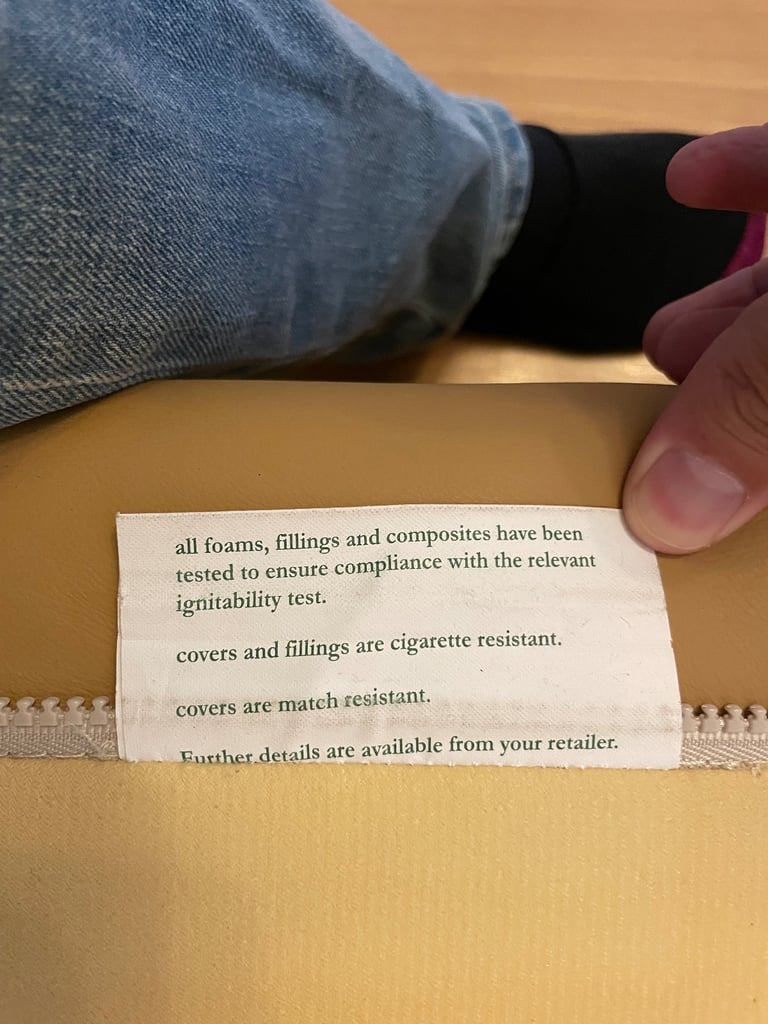 all foams, fillings and composites have been
tested to ensure compliance with the relevant
ignitability test.
covers and fillings are cigarette resistant.
covers are match resistant.
Further details are available from your retailer.